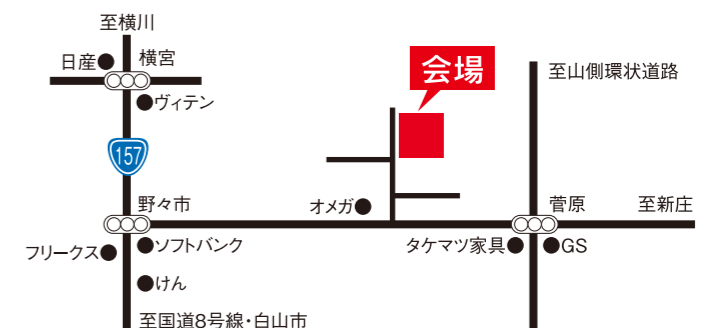 至横川
日産
横宮
ヴィテン
157
会場
至山側環状道路
野々市
オメガ
菅原
至新庄
フリークス
ソフトバンク
タケマツ家具
GS
けん
至国道8号線・白山市